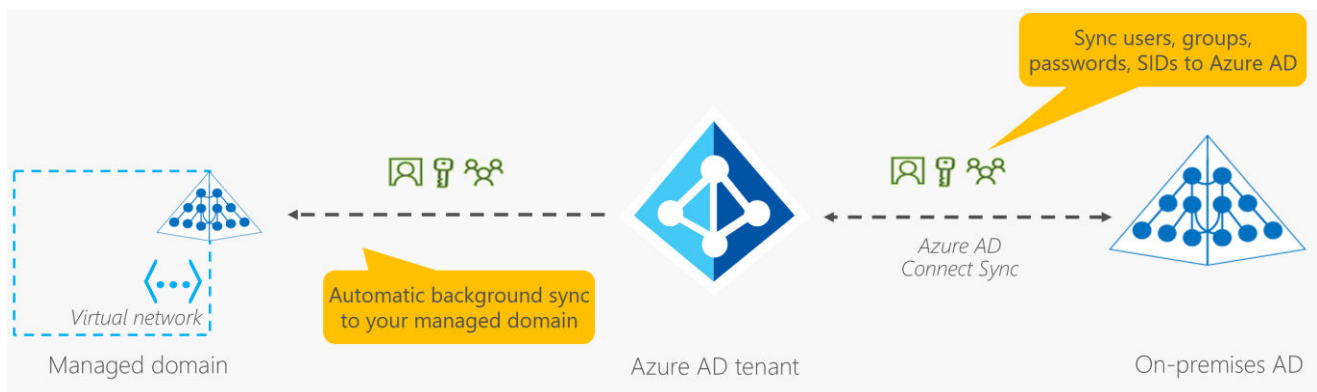 Sync users, groups,
passwords, SIDs to Azure AD
Azure AD
Connect Sync
Automatic background sync
to your managed domain
Virtual network
Managed domain
Azure AD tenant
On-premises AD